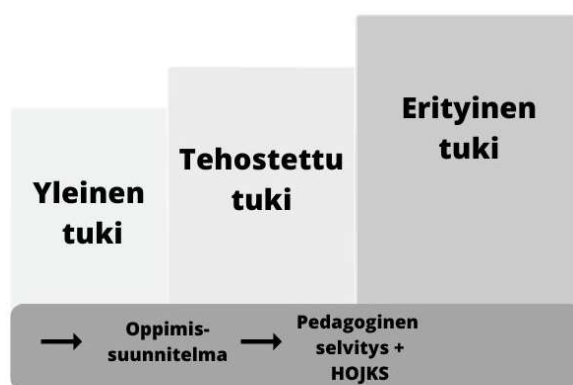 Yleinen
tuki
Tehostettu
tuki
Erityinen
tuki
Oppimis-
suunnitelma
Pedagoginen
selvitys +
HOJKS